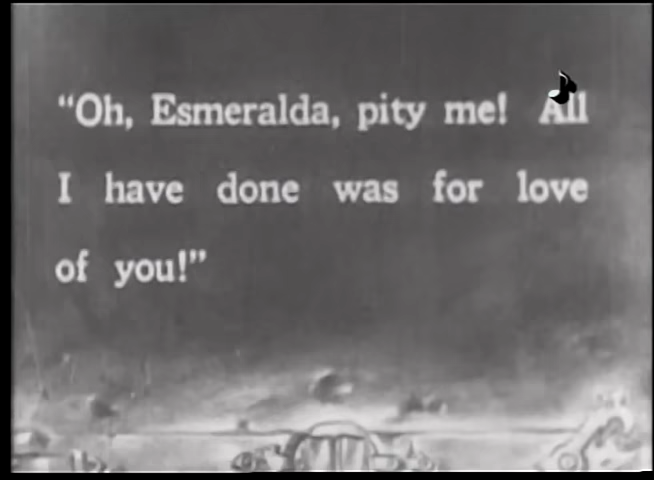 “Oh, Esmeralda, pity me! All
I have done was for love
of you!”